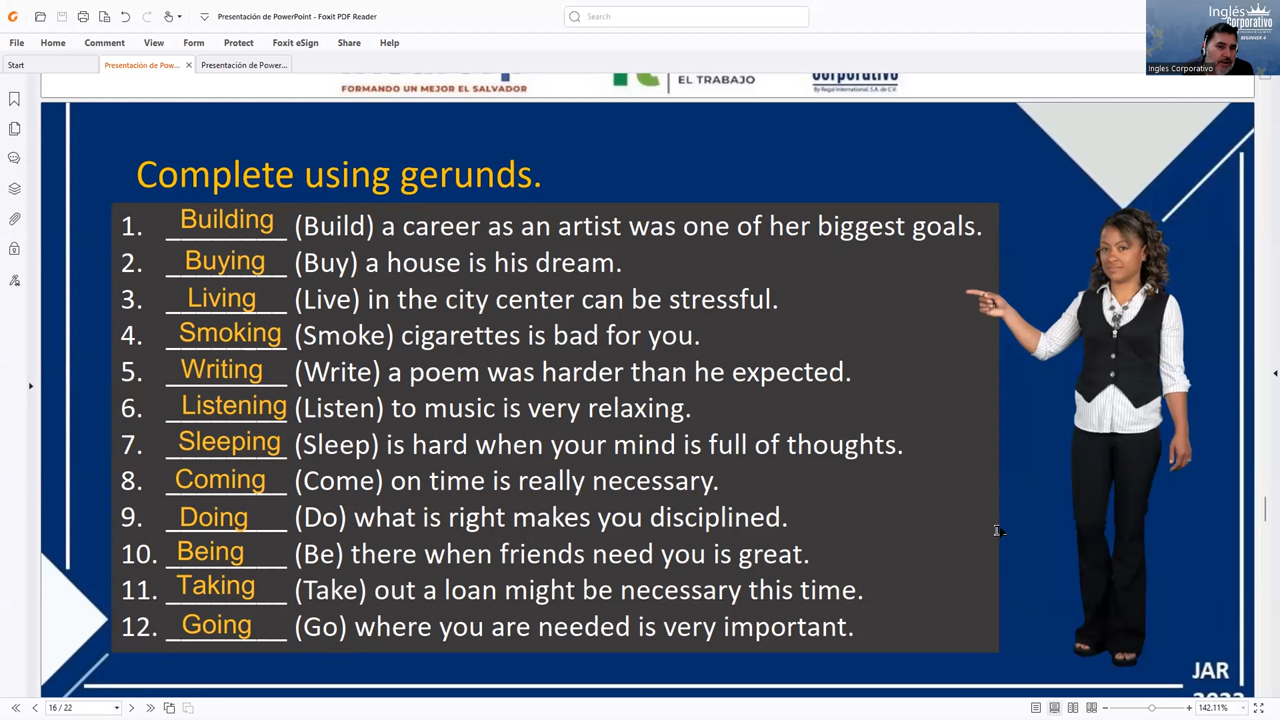 Presentación de PowerPoint - Foxit PDF Reader
Search
File Home Comment View Form Protect Foxit eSign Share Help
Start Presentación de Pow... Presentación de Power...
Inglés
Corporativo
BEGINNER 4
Ingles Corporativo
FORMANDO UN MEJOR EL SALVADOR
EL TRABAJO
Corporativo
By Regal International, S.A. de C.V.
Complete using gerunds.
1. Building (Build) a career as an artist was one of her biggest goals.
2. Buying (Buy) a house is his dream.
3. Living (Live) in the city center can be stressful.
4. Smoking (Smoke) cigarettes is bad for you.
5. Writing (Write) a poem was harder than he expected.
6. Listening (Listen) to music is very relaxing.
7. Sleeping (Sleep) is hard when your mind is full of thoughts.
8. Coming (Come) on time is really necessary.
9. Doing (Do) what is right makes you disciplined.
10. Being (Be) there when friends need you is great.
11. Taking (Take) out a loan might be necessary this time.
12. Going (Go) where you are needed is very important.
JAR
16 / 22
142.11%